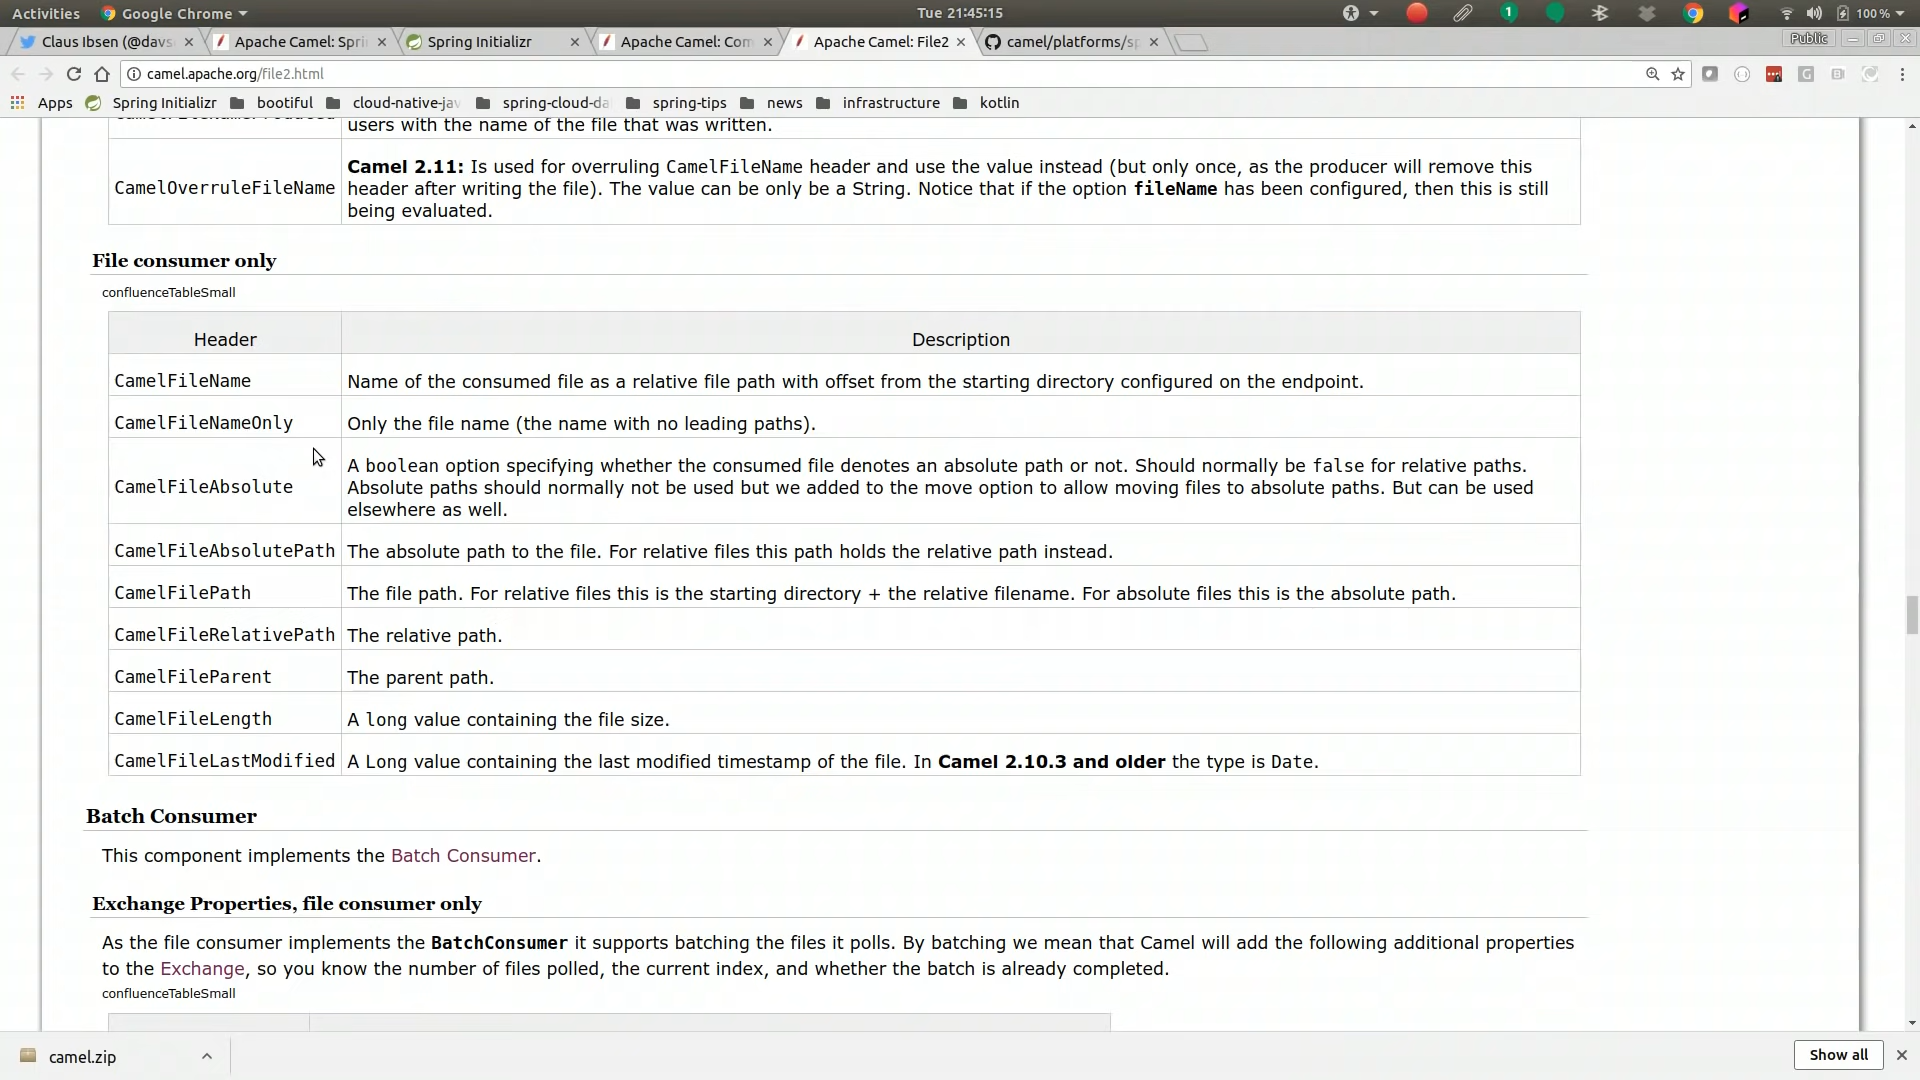 Activities Google Chrome Tue 21:45:15 1 100 %
Claus Ibsen (@davs Apache Camel: Spri Spring Initializr Apache Camel: Com Apache Camel: File2 camel/platforms/sp Public
camel.apache.org/file2.html
Apps Spring Initializr bootiful cloud-native-jav spring-cloud-da spring-tips news infrastructure kotlin
users with the name of the file that was written.
CamelOverruleFileName
Camel 2.11: Is used for overruling CamelFileName header and use the value instead (but only once, as the producer will remove this
header after writing the file). The value can be only be a String. Notice that if the option fileName has been configured, then this is still
being evaluated.
File consumer only
confluenceTableSmall
Header Description
CamelFileName Name of the consumed file as a relative file path with offset from the starting directory configured on the endpoint.
CamelFileNameOnly Only the file name (the name with no leading paths).
CamelFileAbsolute
A boolean option specifying whether the consumed file denotes an absolute path or not. Should normally be false for relative paths.
Absolute paths should normally not be used but we added to the move option to allow moving files to absolute paths. But can be used
elsewhere as well.
CamelFileAbsolutePath The absolute path to the file. For relative files this path holds the relative path instead.
CamelFilePath The file path. For relative files this is the starting directory + the relative filename. For absolute files this is the absolute path.
CamelFileRelativePath The relative path.
CamelFileParent The parent path.
CamelFileLength A long value containing the file size.
CamelFileLastModified A Long value containing the last modified timestamp of the file. In Camel 2.10.3 and older the type is Date.
Batch Consumer
This component implements the Batch Consumer.
Exchange Properties, file consumer only
As the file consumer implements the BatchConsumer it supports batching the files it polls. By batching we mean that Camel will add the following additional properties
to the Exchange, so you know the number of files polled, the current index, and whether the batch is already completed.
confluenceTableSmall
camel.zip Show all